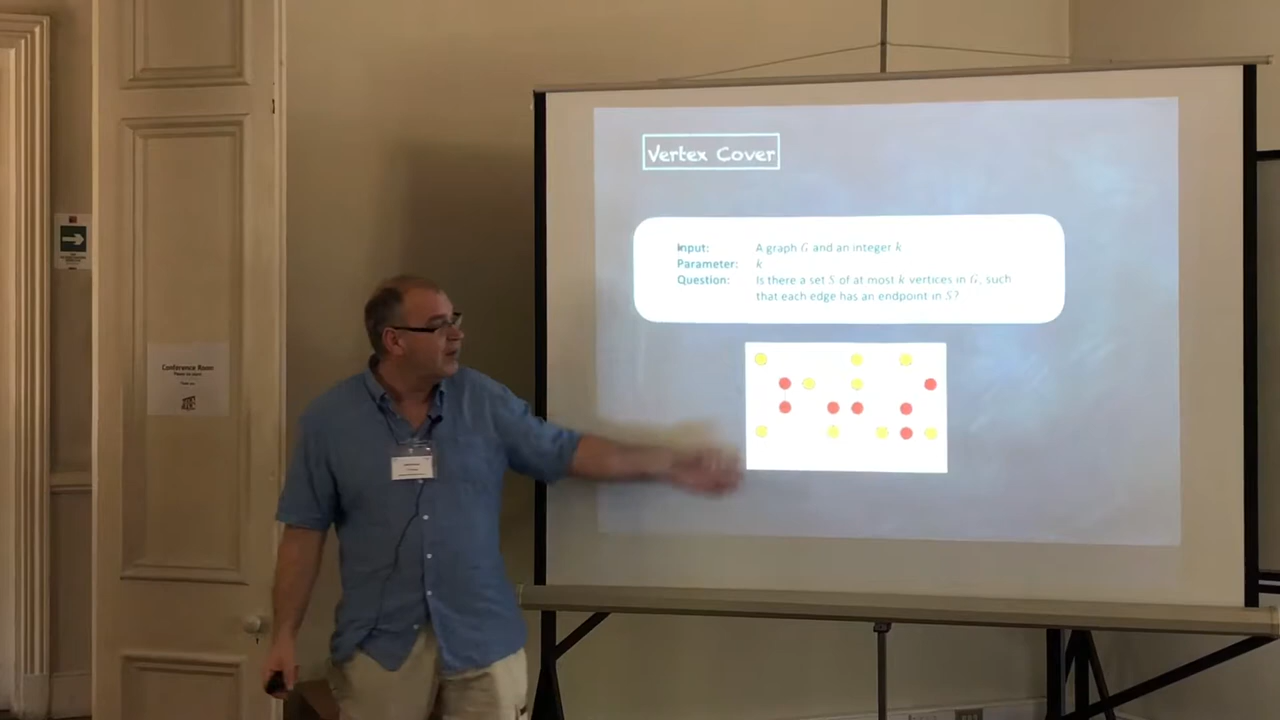 Vertex Cover
Input: A graph G and an integer k
Parameter: k
Question: Is there a set S of at most k vertices in G, such
that each edge has an endpoint in S?
Conference Room